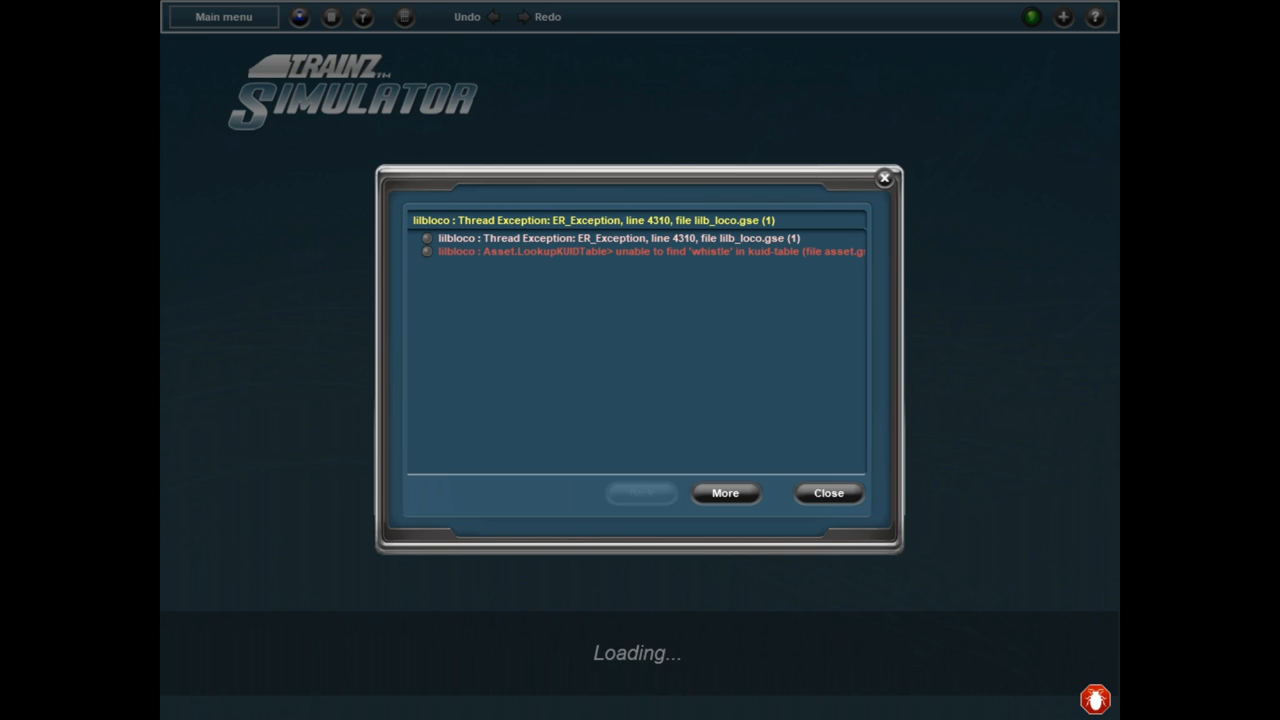 Main menu
Undo
Redo
TRAINZ™
SIMULATOR
lilbloco : Thread Exception: ER_Exception, line 4310, file lilb_loco.gse (1)
lilbloco : Thread Exception: ER_Exception, line 4310, file lilb_loco.gse (1)
lilbloco : Asset.LookupKUIDTable> unable to find 'whistle' in kuid-table (file asset.gs
More
Close
Loading...